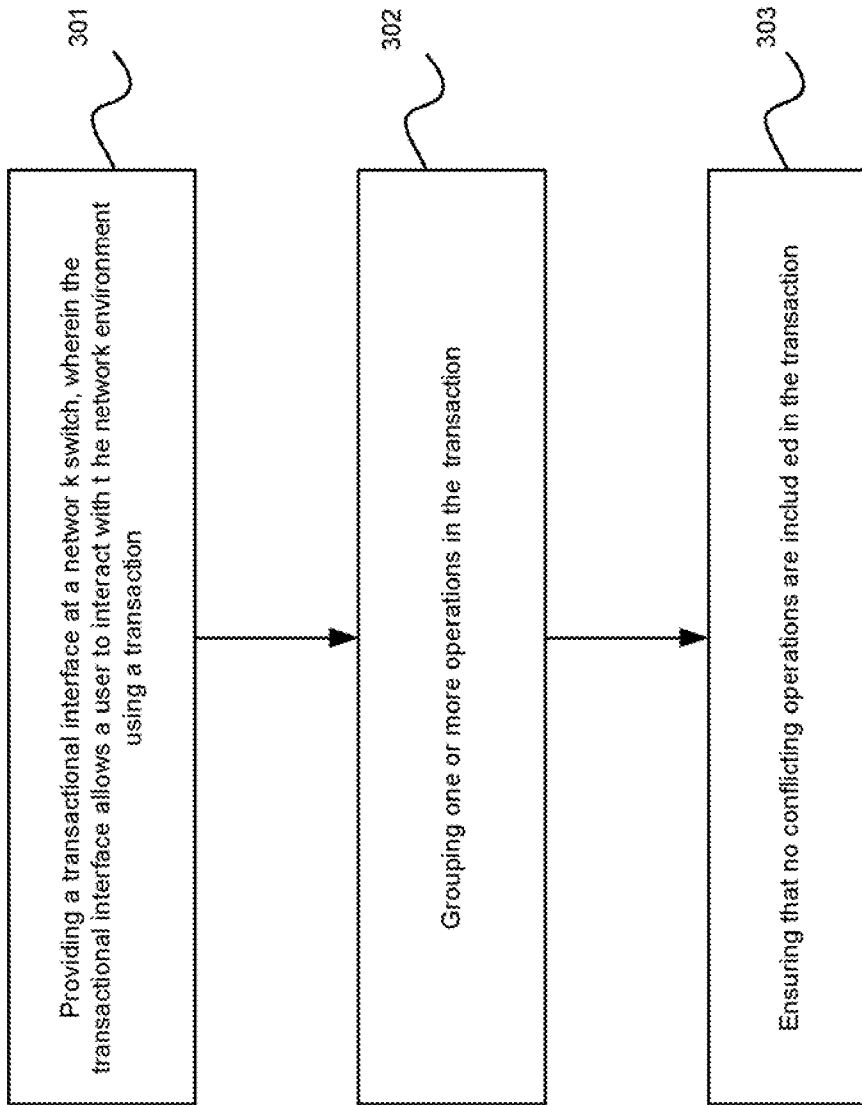 Providing a transactional interface at a networ k switch, wherein the
transactional interface allows a user to interact with t he network environment
using a transaction
301
Grouping one or more operations in the transaction
302
Ensuring that no conflicting operations are includ ed in the transaction
303